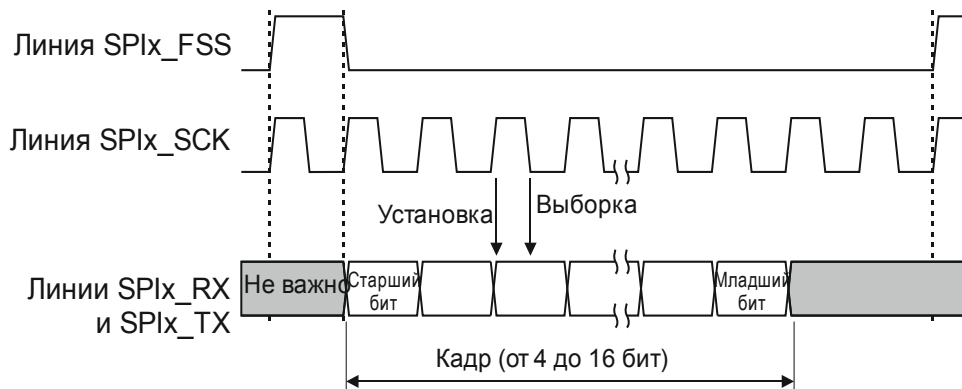 Линия SPIx_FSS
Линия SPIx_SCK
Установка
Выборка
Линии SPIx_RX
и SPIx_TX
Не важно
Старший
бит
Младший
бит
Кадр (от 4 до 16 бит)